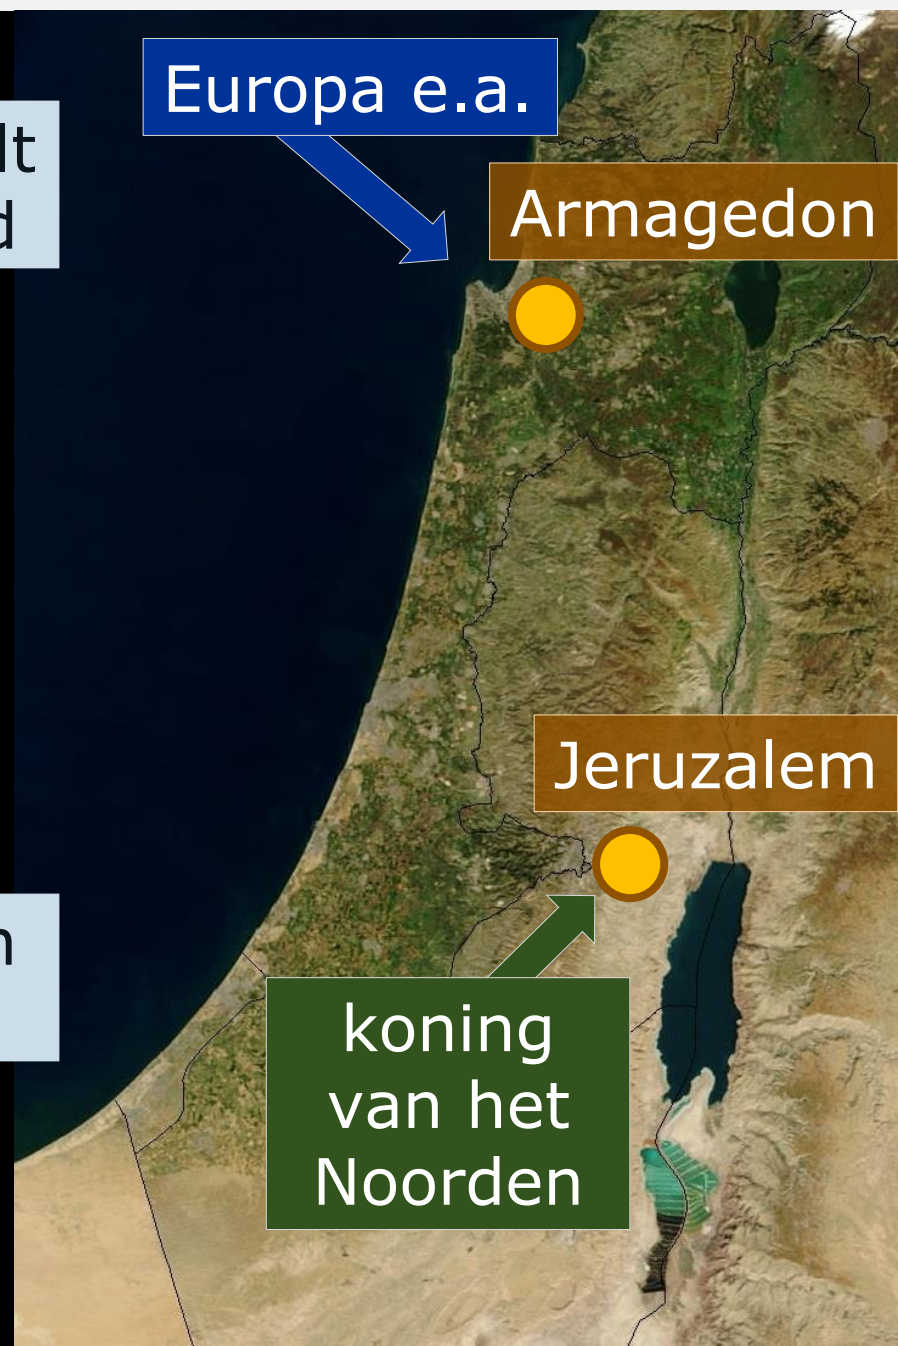 Europa e.a.
Armagedon
Jeruzalem
koning
van het
Noorden